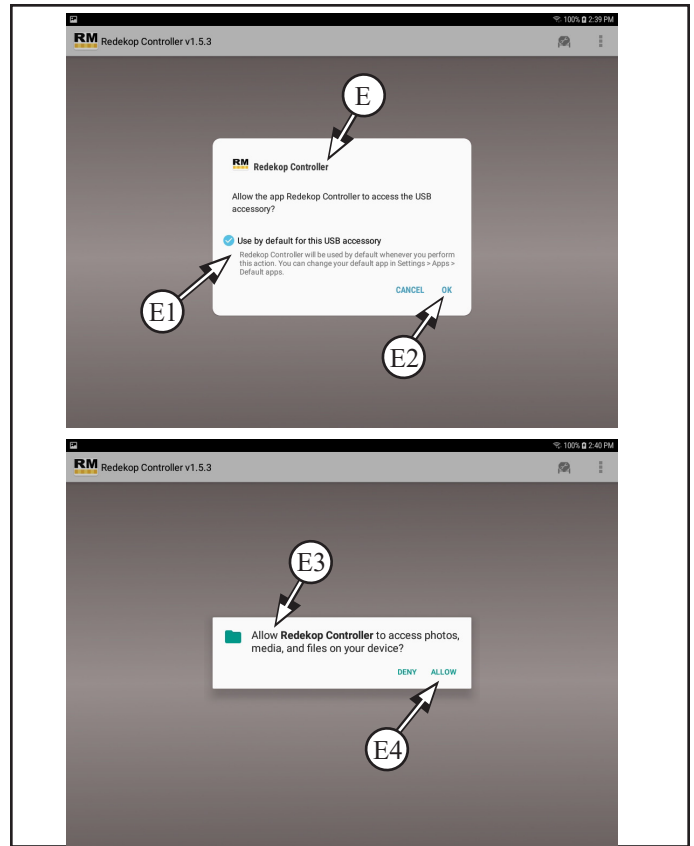 100% 2:39 PM
RM Redekop Controller v1.5.3
E
RM Redekop Controller
Allow the app Redekop Controller to access the USB
accessory?
Use by default for this USB accessory
Redekop Controller will be used by default whenever you perform
this action. You can change your default app in Settings > Apps >
Default apps.
CANCEL OK
E1
E2
100% 2:40 PM
RM Redekop Controller v1.5.3
E3
Allow Redekop Controller to access photos,
media, and files on your device?
DENY ALLOW
E4